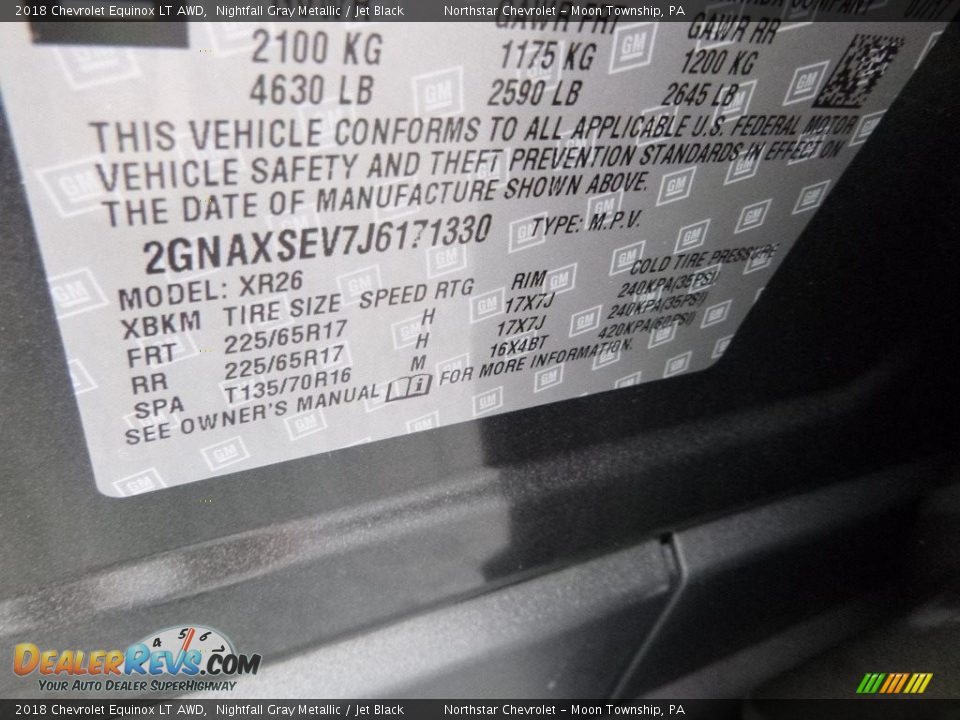 2018 Chevrolet Equinox LT AWD, Nightfall Gray Metallic / Jet Black Northstar Chevrolet – Moon Township, PA
GAWR FRT GAWR RR
2100 KG 1175 KG 1200 KG
4630 LB 2590 LB 2645 LB
THIS VEHICLE CONFORMS TO ALL APPLICABLE U.S. FEDERAL MOTOR
VEHICLE SAFETY AND THEFT PREVENTION STANDARDS IN EFFECT ON
THE DATE OF MANUFACTURE SHOWN ABOVE.
2GNAXSEV7J6171330 TYPE: M.P.V.
MODEL: XR26
XBKM TIRE SIZE SPEED RTG RIM COLD TIRE PRESSURE
FRT 225/65R17 H 17X7J 240KPA(35PSI)
RR 225/65R17 H 17X7J 240KPA(35PSI)
SPA T135/70R16 M 16X4BT 420KPA(60PSI)
SEE OWNER'S MANUAL i FOR MORE INFORMATION.
4 5 6
DealerRevs.com
Your Auto Dealer SuperHighway
2018 Chevrolet Equinox LT AWD, Nightfall Gray Metallic / Jet Black Northstar Chevrolet – Moon Township, PA